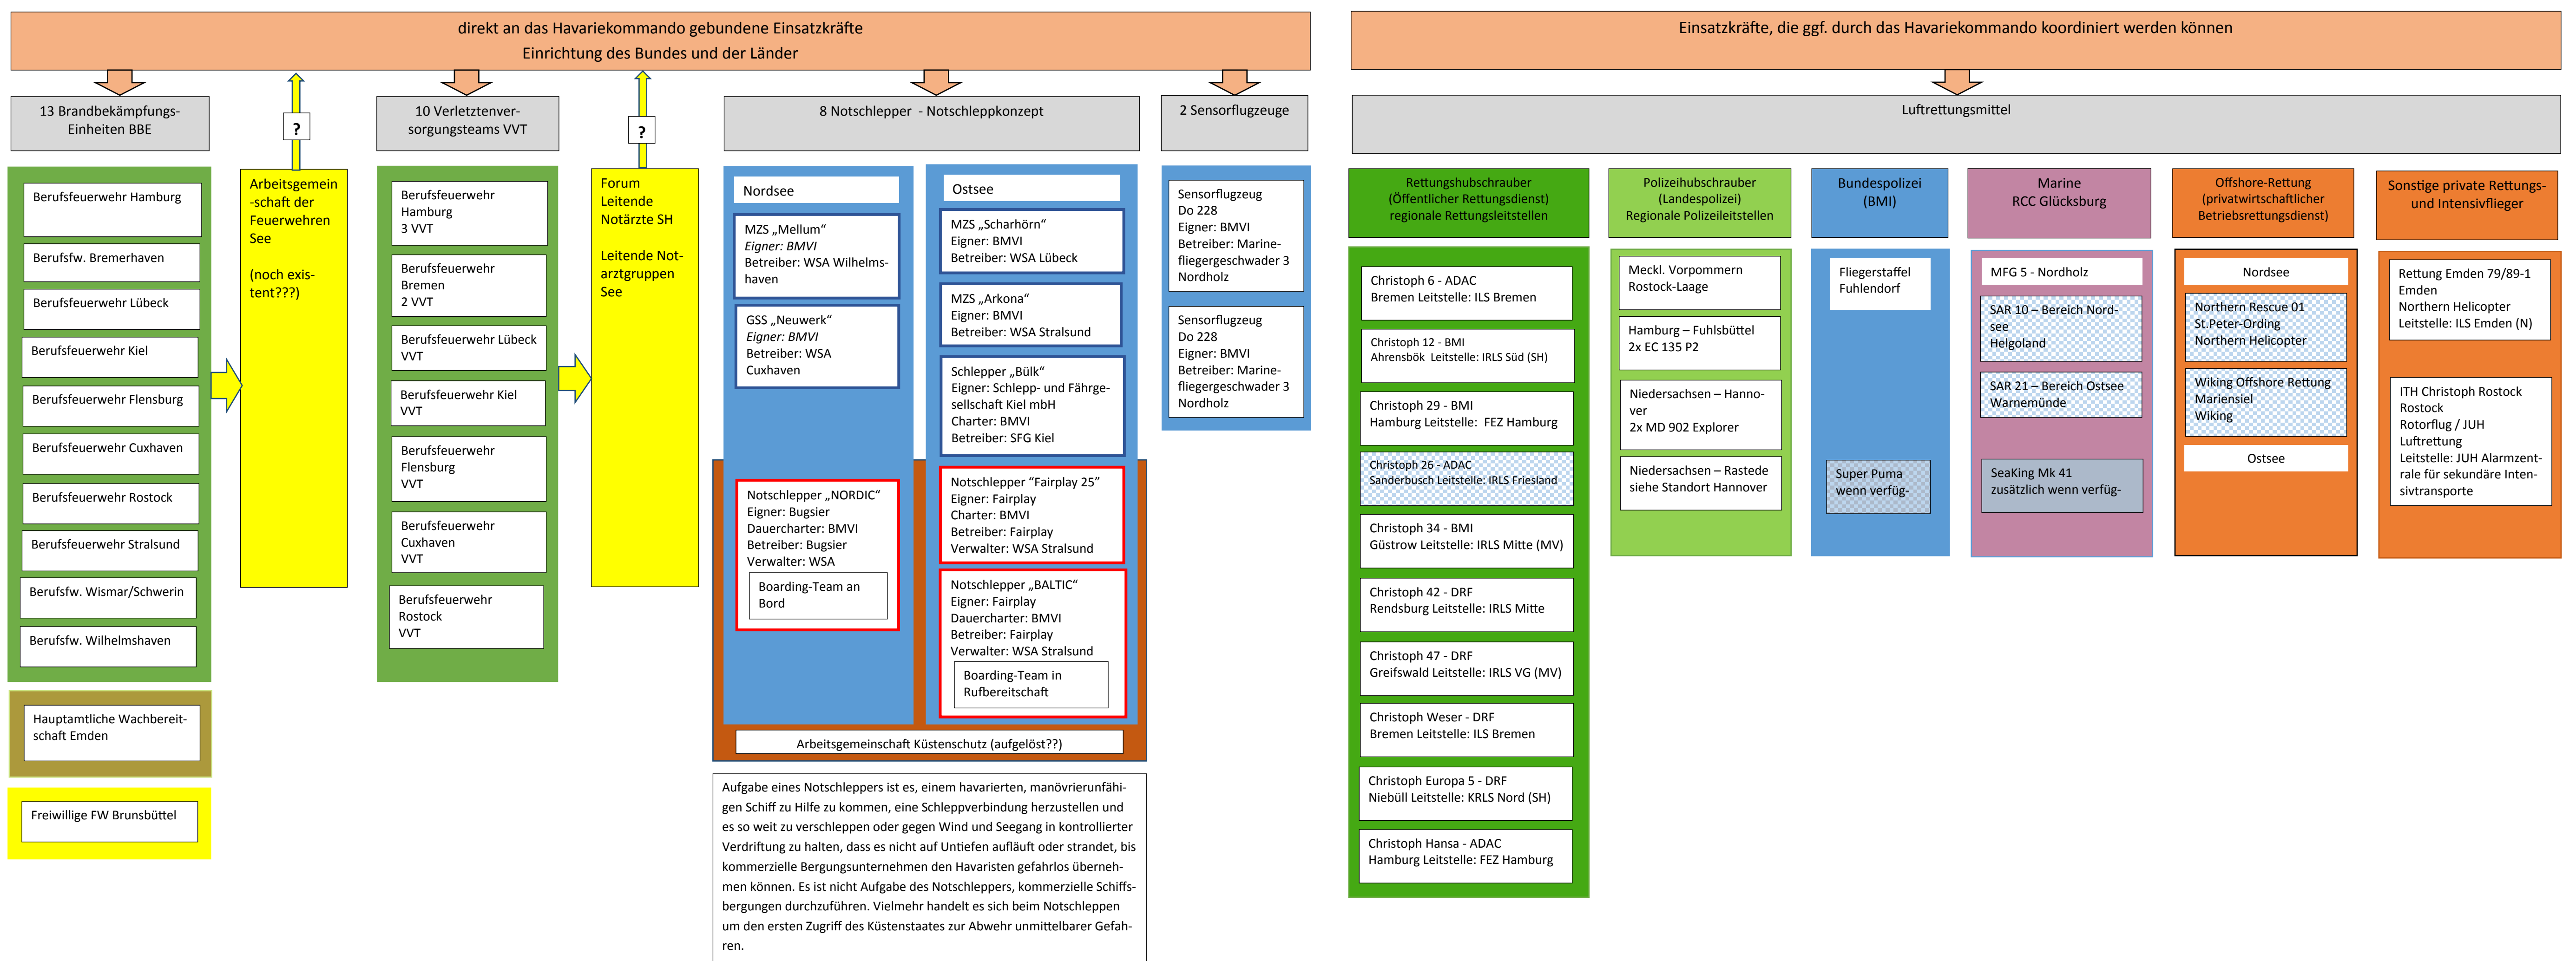 direkt an das Havariekommando gebundene Einsatzkräfte
Einrichtung des Bundes und der Länder
13 Brandbekämpfungs-
Einheiten BBE
?
10 Verletztenver-
sorgungsteams VVT
?
8 Notschlepper - Notschleppkonzept
2 Sensorflugzeuge
Berufsfeuerwehr Hamburg
Berufsfw. Bremerhaven
Berufsfeuerwehr Lübeck
Berufsfeuerwehr Kiel
Berufsfeuerwehr Flensburg
Berufsfeuerwehr Cuxhaven
Berufsfeuerwehr Rostock
Berufsfeuerwehr Stralsund
Berufsfw. Wismar/Schwerin
Berufsfw. Wilhelmshaven
Hauptamtliche Wachbereit-
schaft Emden
Freiwillige FW Brunsbüttel
Arbeitsgemein
-schaft der
Feuerwehren
See
(noch exis-
tent???)
Berufsfeuerwehr
Hamburg
3 VVT
Berufsfeuerwehr
Bremen
2 VVT
Berufsfeuerwehr Lübeck
VVT
Berufsfeuerwehr Kiel
VVT
Berufsfeuerwehr
Flensburg
VVT
Berufsfeuerwehr
Cuxhaven
VVT
Berufsfeuerwehr
Rostock
VVT
Forum
Leitende
Notärzte SH
Leitende Not-
arztgruppen
See
Nordsee
MZS „Mellum“
Eigner: BMVI
Betreiber: WSA Wilhelms-
haven
GSS „Neuwerk“
Eigner: BMVI
Betreiber: WSA
Cuxhaven
Notschlepper „NORDIC“
Eigner: Bugsier
Dauercharter: BMVI
Betreiber: Bugsier
Verwalter: WSA
Boarding-Team an
Bord
Ostsee
MZS „Scharhörn“
Eigner: BMVI
Betreiber: WSA Lübeck
MZS „Arkona“
Eigner: BMVI
Betreiber: WSA Stralsund
Schlepper „Bülk“
Eigner: Schlepp- und Fährge-
sellschaft Kiel mbH
Charter: BMVI
Betreiber: SFG Kiel
Notschlepper “Fairplay 25”
Eigner: Fairplay
Charter: BMVI
Betreiber: Fairplay
Verwalter: WSA Stralsund
Notschlepper „BALTIC“
Eigner: Fairplay
Dauercharter: BMVI
Betreiber: Fairplay
Verwalter: WSA Stralsund
Boarding-Team in
Rufbereitschaft
Arbeitsgemeinschaft Küstenschutz (aufgelöst??)
Aufgabe eines Notschleppers ist es, einem havarierten, manövrierunfähi-
gen Schiff zu Hilfe zu kommen, eine Schleppverbindung herzustellen und
es so weit zu verschleppen oder gegen Wind und Seegang in kontrollierter
Verdriftung zu halten, dass es nicht auf Untiefen aufläuft oder strandet, bis
kommerzielle Bergungsunternehmen den Havaristen gefahrlos überneh-
men können. Es ist nicht Aufgabe des Notschleppers, kommerzielle Schiffs-
bergungen durchzuführen. Vielmehr handelt es sich beim Notschleppen
um den ersten Zugriff des Küstenstaates zur Abwehr unmittelbarer Gefah-
ren.
Sensorflugzeug
Do 228
Eigner: BMVI
Betreiber: Marine-
fliegergeschwader 3
Nordholz
Sensorflugzeug
Do 228
Eigner: BMVI
Betreiber: Marine-
fliegergeschwader 3
Nordholz
Einsatzkräfte, die ggf. durch das Havariekommando koordiniert werden können
Luftrettungsmittel
Rettungshubschrauber
(Öffentlicher Rettungsdienst)
regionale Rettungsleitstellen
Christoph 6 - ADAC
Bremen Leitstelle: ILS Bremen
Christoph 12 - BMI
Ahrensbök Leitstelle: IRLS Süd (SH)
Christoph 29 - BMI
Hamburg Leitstelle: FEZ Hamburg
Christoph 26 - ADAC
Sanderbusch Leitstelle: IRLS Friesland
Christoph 34 - BMI
Güstrow Leitstelle: IRLS Mitte (MV)
Christoph 42 - DRF
Rendsburg Leitstelle: IRLS Mitte
Christoph 47 - DRF
Greifswald Leitstelle: IRLS VG (MV)
Christoph Weser - DRF
Bremen Leitstelle: ILS Bremen
Christoph Europa 5 - DRF
Niebüll Leitstelle: KRLS Nord (SH)
Christoph Hansa - ADAC
Hamburg Leitstelle: FEZ Hamburg
Polizeihubschrauber
(Landespolizei)
Regionale Polizeileitstellen
Meckl. Vorpommern
Rostock-Laage
Hamburg – Fuhlsbüttel
2x EC 135 P2
Niedersachsen – Hanno-
ver
2x MD 902 Explorer
Niedersachsen – Rastede
siehe Standort Hannover
Bundespolizei
(BMI)
Fliegerstaffel
Fuhlendorf
Super Puma
wenn verfüg-
Marine
RCC Glücksburg
MFG 5 - Nordholz
SAR 10 – Bereich Nord-
see
Helgoland
SAR 21 – Bereich Ostsee
Warnemünde
SeaKing Mk 41
zusätzlich wenn verfüg-
Offshore-Rettung
(privatwirtschaftlicher
Betriebsrettungsdienst)
Nordsee
Northern Rescue 01
St.Peter-Ording
Northern Helicopter
Wiking Offshore Rettung
Mariensiel
Wiking
Ostsee
Sonstige private Rettungs-
und Intensivflieger
Rettung Emden 79/89-1
Emden
Northern Helicopter
Leitstelle: ILS Emden (N)
ITH Christoph Rostock
Rostock
Rotorflug / JUH
Luftrettung
Leitstelle: JUH Alarmzent-
rale für sekundäre Inten-
sivtransporte